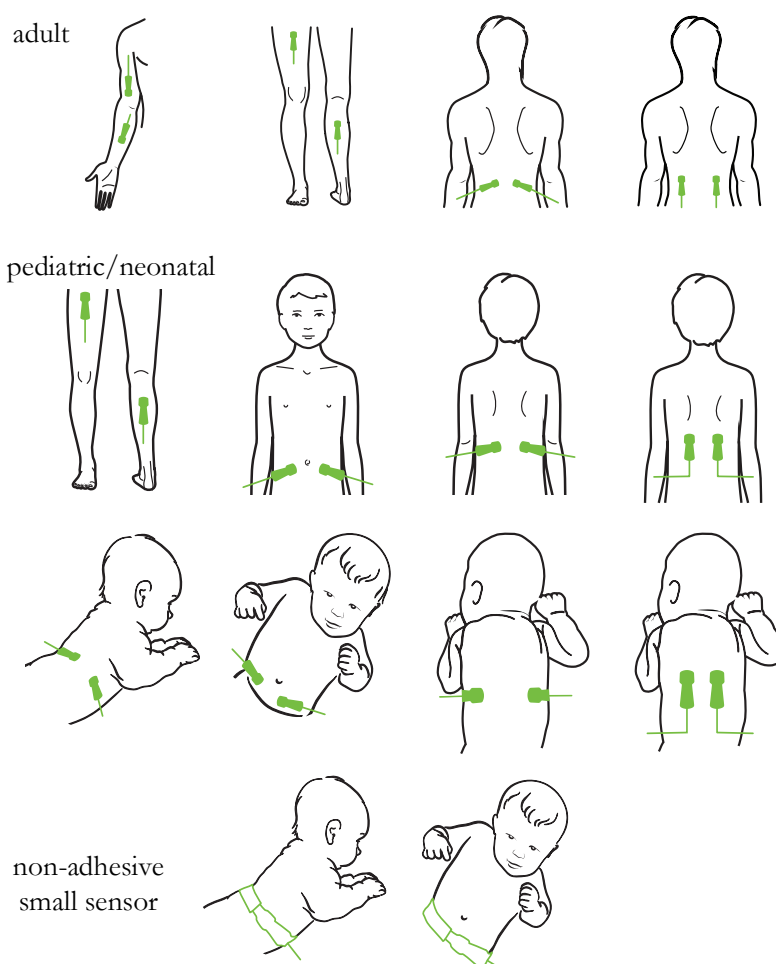 adult
pediatric/neonatal
non-adhesive
small sensor